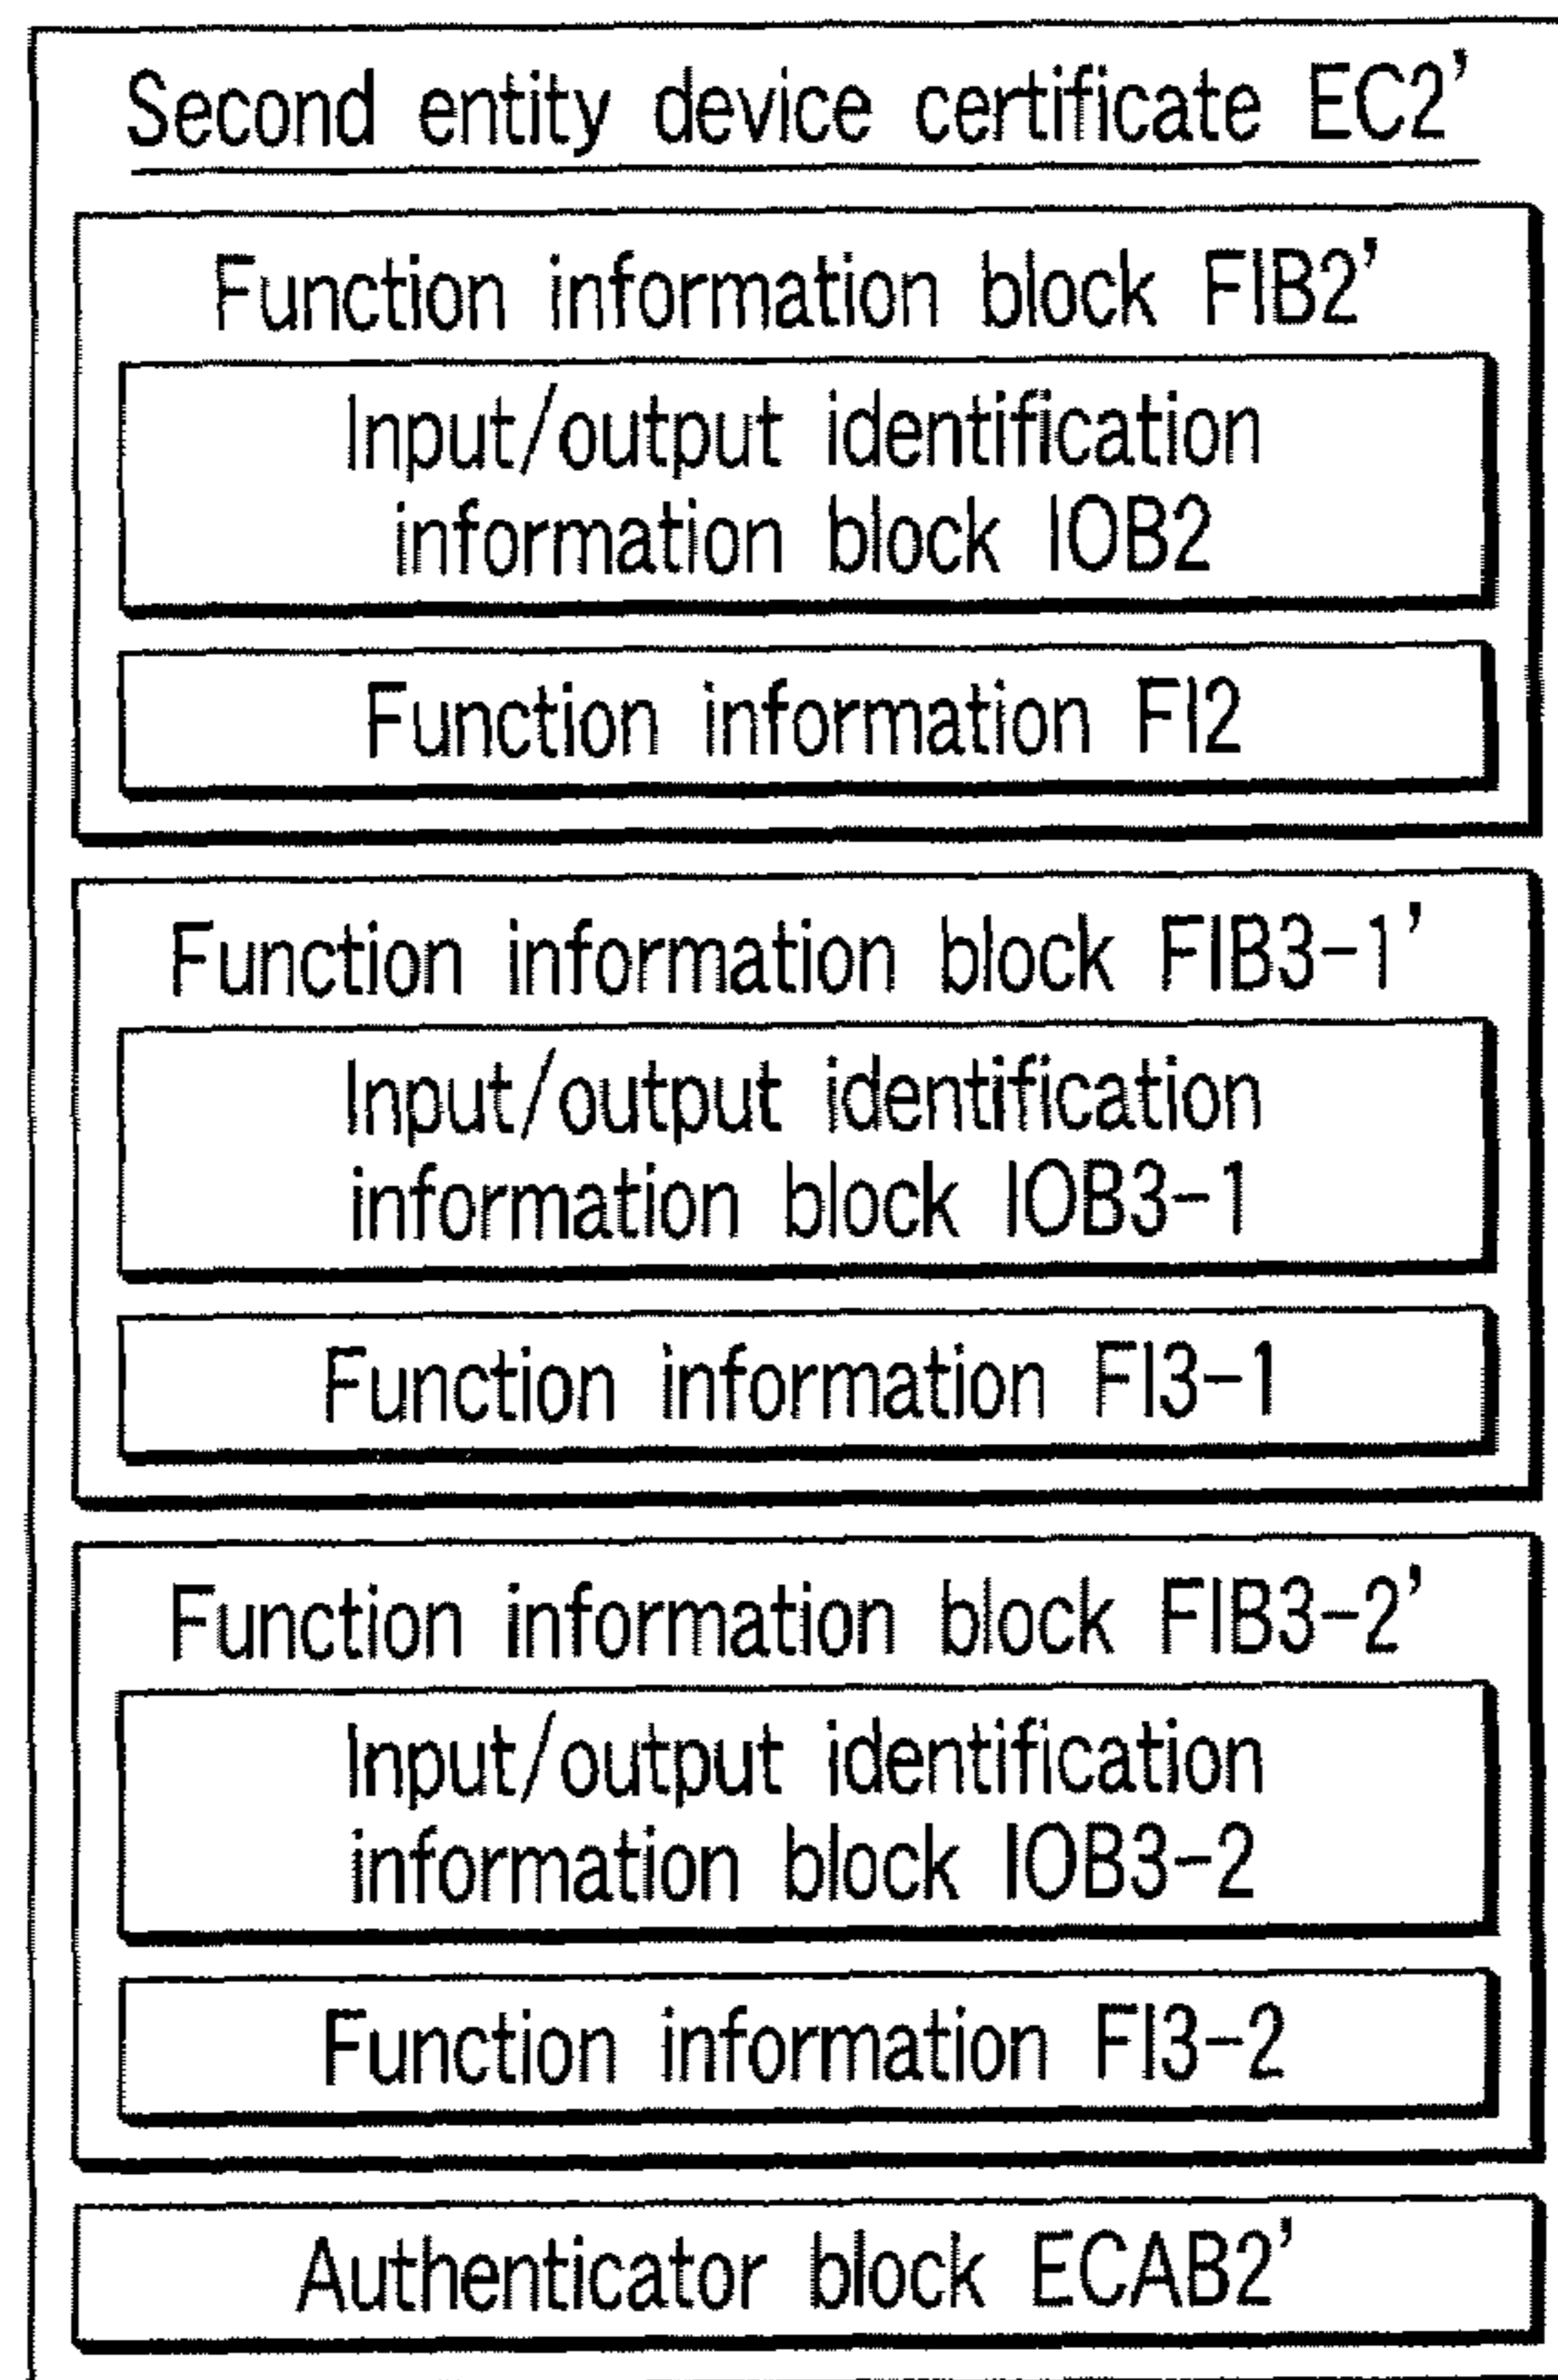 Second entity device certificate EC2'
Function information block FIB2'
Input/output identification
information block IOB2
Function information FI2
Function information block FIB3-1'
Input/output identification
information block IOB3-1
Function information FI3-1
Function information block FIB3-2'
Input/output identification
information block IOB3-2
Function information FI3-2
Authenticator block ECAB2'